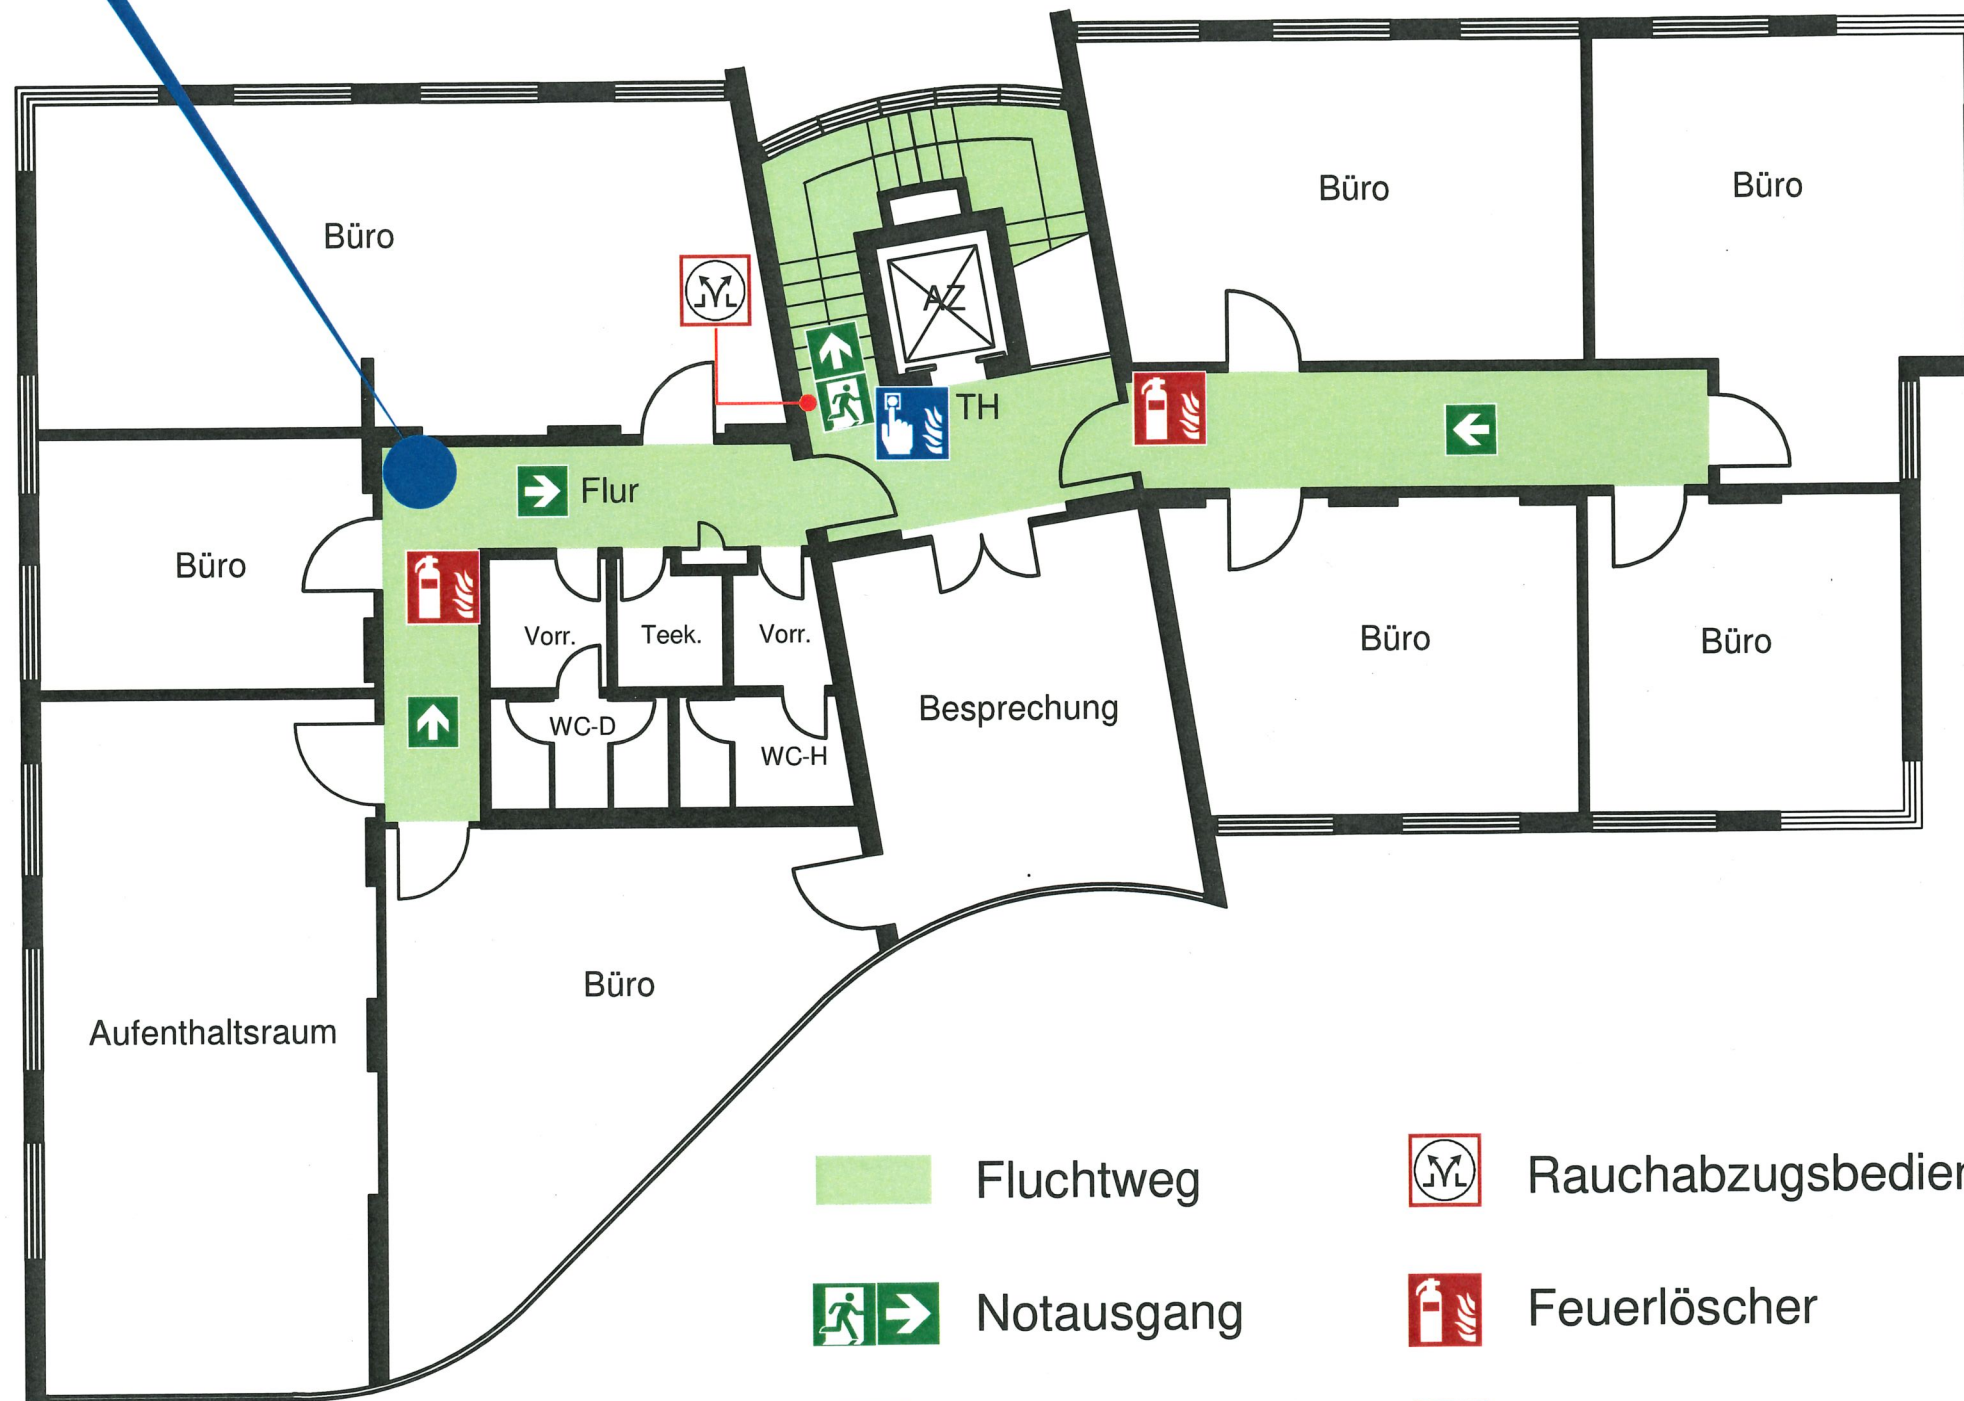 Büro
Büro
Büro
AZ
TH
Flur
Büro
Vorr.
Teek.
Vorr.
Büro
Büro
WC-D
WC-H
Besprechung
Büro
Aufenthaltsraum
Fluchtweg
Rauchabzugsbedien
Notausgang
Feuerlöscher